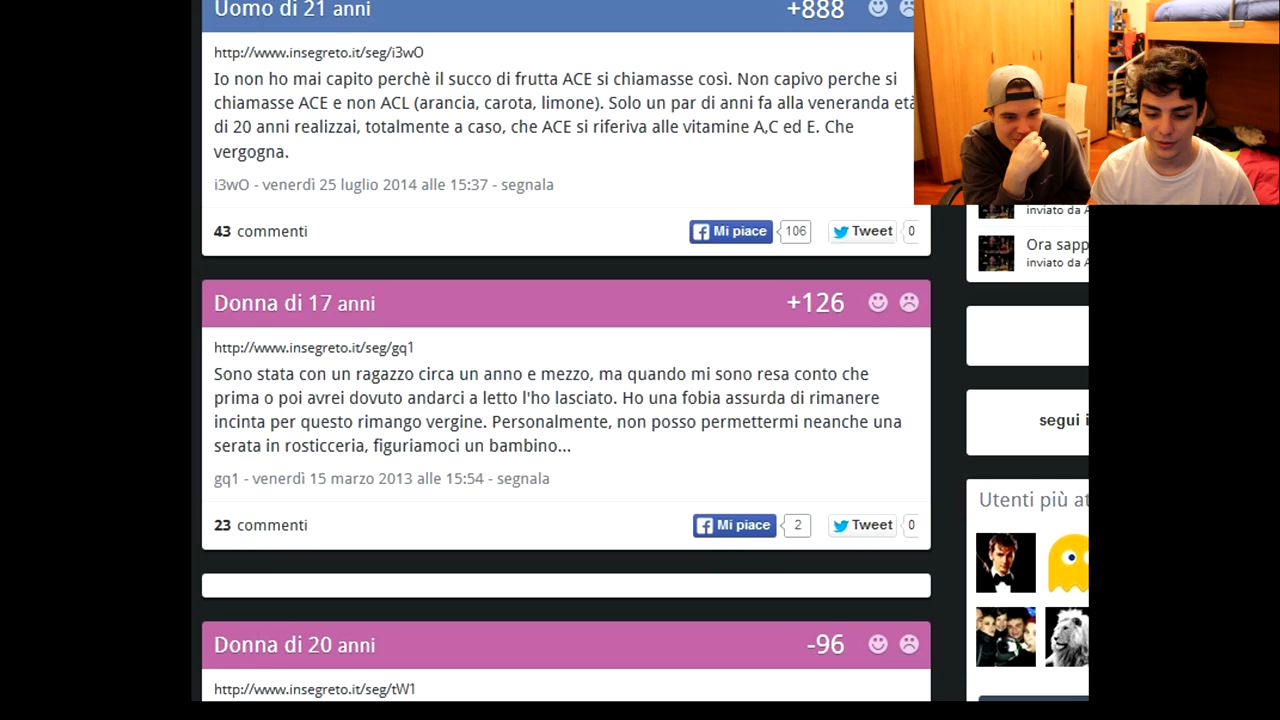 Uomo di 21 anni +888
http://www.insegreto.it/seg/i3wO
Io non ho mai capito perchè il succo di frutta ACE si chiamasse così. Non capivo perche si
chiamasse ACE e non ACL (arancia, carota, limone). Solo un par di anni fa alla veneranda età
di 20 anni realizzai, totalmente a caso, che ACE si riferiva alle vitamine A,C ed E. Che
vergogna.
i3wO - venerdì 25 luglio 2014 alle 15:37 - segnala
43 commenti Mi piace 106 Tweet 0
Donna di 17 anni +126
http://www.insegreto.it/seg/gq1
Sono stata con un ragazzo circa un anno e mezzo, ma quando mi sono resa conto che
prima o poi avrei dovuto andarci a letto l'ho lasciato. Ho una fobia assurda di rimanere
incinta per questo rimango vergine. Personalmente, non posso permettermi neanche una
serata in rosticceria, figuriamoci un bambino...
gq1 - venerdì 15 marzo 2013 alle 15:54 - segnala
23 commenti Mi piace 2 Tweet 0
Donna di 20 anni -96
http://www.insegreto.it/seg/tW1
inviato da A
Ora sapp
inviato da A
segui i
Utenti più at